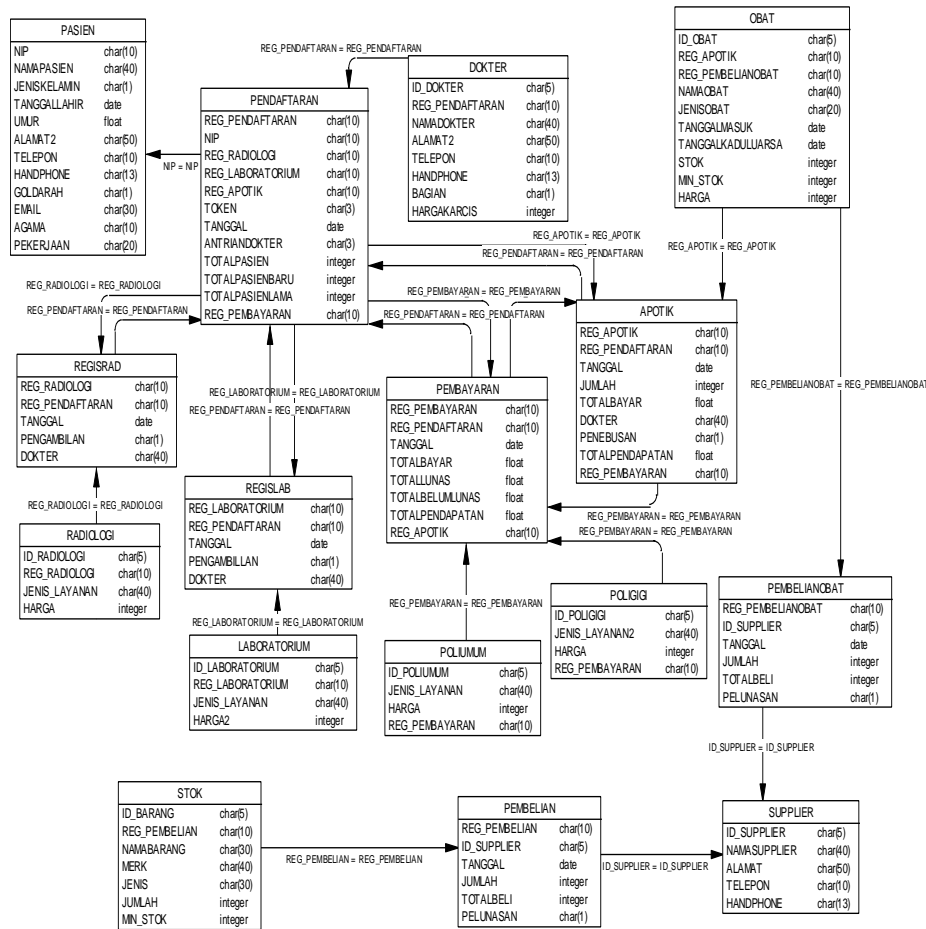 PASIEN
NIP char(10)
NAMAPASIEN char(40)
JENISKELAMIN char(1)
TANGGALLAHIR date
UMUR float
ALAMAT2 char(50)
TELEPON char(10)
HANDPHONE char(13)
GOLDARAH char(1)
EMAIL char(30)
AGAMA char(10)
PEKERJAAN char(20)
NIP = NIP
REG_PENDAFTARAN = REG_PENDAFTARAN
PENDAFTARAN
REG_PENDAFTARAN char(10)
NIP char(10)
REG_RADIOLOGI char(10)
REG_LABORATORIUM char(10)
REG_APOTIK char(10)
TOKEN char(3)
TANGGAL date
ANTRIANDOKTER char(3)
TOTALPASIEN integer
TOTALPASIENBARU integer
TOTALPASIENLAMA integer
REG_PEMBAYARAN char(10)
DOKTER
ID_DOKTER char(5)
REG_PENDAFTARAN char(10)
NAMADOKTER char(40)
ALAMAT2 char(50)
TELEPON char(10)
HANDPHONE char(13)
BAGIAN char(1)
HARGAKARCIS integer
OBAT
ID_OBAT char(5)
REG_APOTIK char(10)
REG_PEMBELIANOBAT char(10)
NAMAOBAT char(40)
JENISOBAT char(20)
TANGGALMASUK date
TANGGALKADULUARSA date
STOK integer
MIN_STOK integer
HARGA integer
REG_APOTIK = REG_APOTIK
REG_PENDAFTARAN = REG_PENDAFTARAN
REG_APOTIK = REG_APOTIK
REG_RADIOLOGI = REG_RADIOLOGI
REG_PENDAFTARAN = REG_PENDAFTARAN
REG_PEMBAYARAN = REG_PEMBAYARAN
REG_PENDAFTARAN = REG_PENDAFTARAN
APOTIK
REG_APOTIK char(10)
REG_PENDAFTARAN char(10)
TANGGAL date
JUMLAH integer
TOTALBAYAR float
DOKTER char(40)
PENEBUSAN char(1)
TOTALPENDAPATAN float
REG_PEMBAYARAN char(10)
REGISRAD
REG_RADIOLOGI char(10)
REG_PENDAFTARAN char(10)
TANGGAL date
PENGAMBILAN char(1)
DOKTER char(40)
REG_LABORATORIUM = REG_LABORATORIUM
REG_PENDAFTARAN = REG_PENDAFTARAN
PEMBAYARAN
REG_PEMBAYARAN char(10)
REG_PENDAFTARAN char(10)
TANGGAL date
TOTALBAYAR float
TOTALLUNAS float
TOTALBELUMLUNAS float
TOTALPENDAPATAN float
REG_APOTIK char(10)
REG_PEMBELIANOBAT = REG_PEMBELIANOBAT
REGISLAB
REG_LABORATORIUM char(10)
REG_PENDAFTARAN char(10)
TANGGAL date
PENGAMBILLAN char(1)
DOKTER char(40)
REG_RADIOLOGI = REG_RADIOLOGI
REG_PEMBAYARAN = REG_PEMBAYARAN
REG_PEMBAYARAN = REG_PEMBAYARAN
RADIOLOGI
ID_RADIOLOGI char(5)
REG_RADIOLOGI char(10)
JENIS_LAYANAN char(40)
HARGA integer
REG_LABORATORIUM = REG_LABORATORIUM
REG_PEMBAYARAN = REG_PEMBAYARAN
LABORATORIUM
ID_LABORATORIUM char(5)
REG_LABORATORIUM char(10)
JENIS_LAYANAN char(40)
HARGA2 integer
POLIUMUM
ID_POLIUMUM char(5)
JENIS_LAYANAN char(40)
HARGA integer
REG_PEMBAYARAN char(10)
POLIGIGI
ID_POLIGIGI char(5)
JENIS_LAYANAN2 char(40)
HARGA integer
REG_PEMBAYARAN char(10)
PEMBELIANOBAT
REG_PEMBELIANOBAT char(10)
ID_SUPPLIER char(5)
TANGGAL date
JUMLAH integer
TOTALBELI integer
PELUNASAN char(1)
ID_SUPPLIER = ID_SUPPLIER
STOK
ID_BARANG char(5)
REG_PEMBELIAN char(10)
NAMABARANG char(30)
MERK char(40)
JENIS char(30)
JUMLAH integer
MIN_STOK integer
REG_PEMBELIAN = REG_PEMBELIAN
PEMBELIAN
REG_PEMBELIAN char(10)
ID_SUPPLIER char(5)
TANGGAL date
JUMLAH integer
TOTALBELI integer
PELUNASAN char(1)
ID_SUPPLIER = ID_SUPPLIER
SUPPLIER
ID_SUPPLIER char(5)
NAMASUPPLIER char(40)
ALAMAT char(50)
TELEPON char(10)
HANDPHONE char(13)